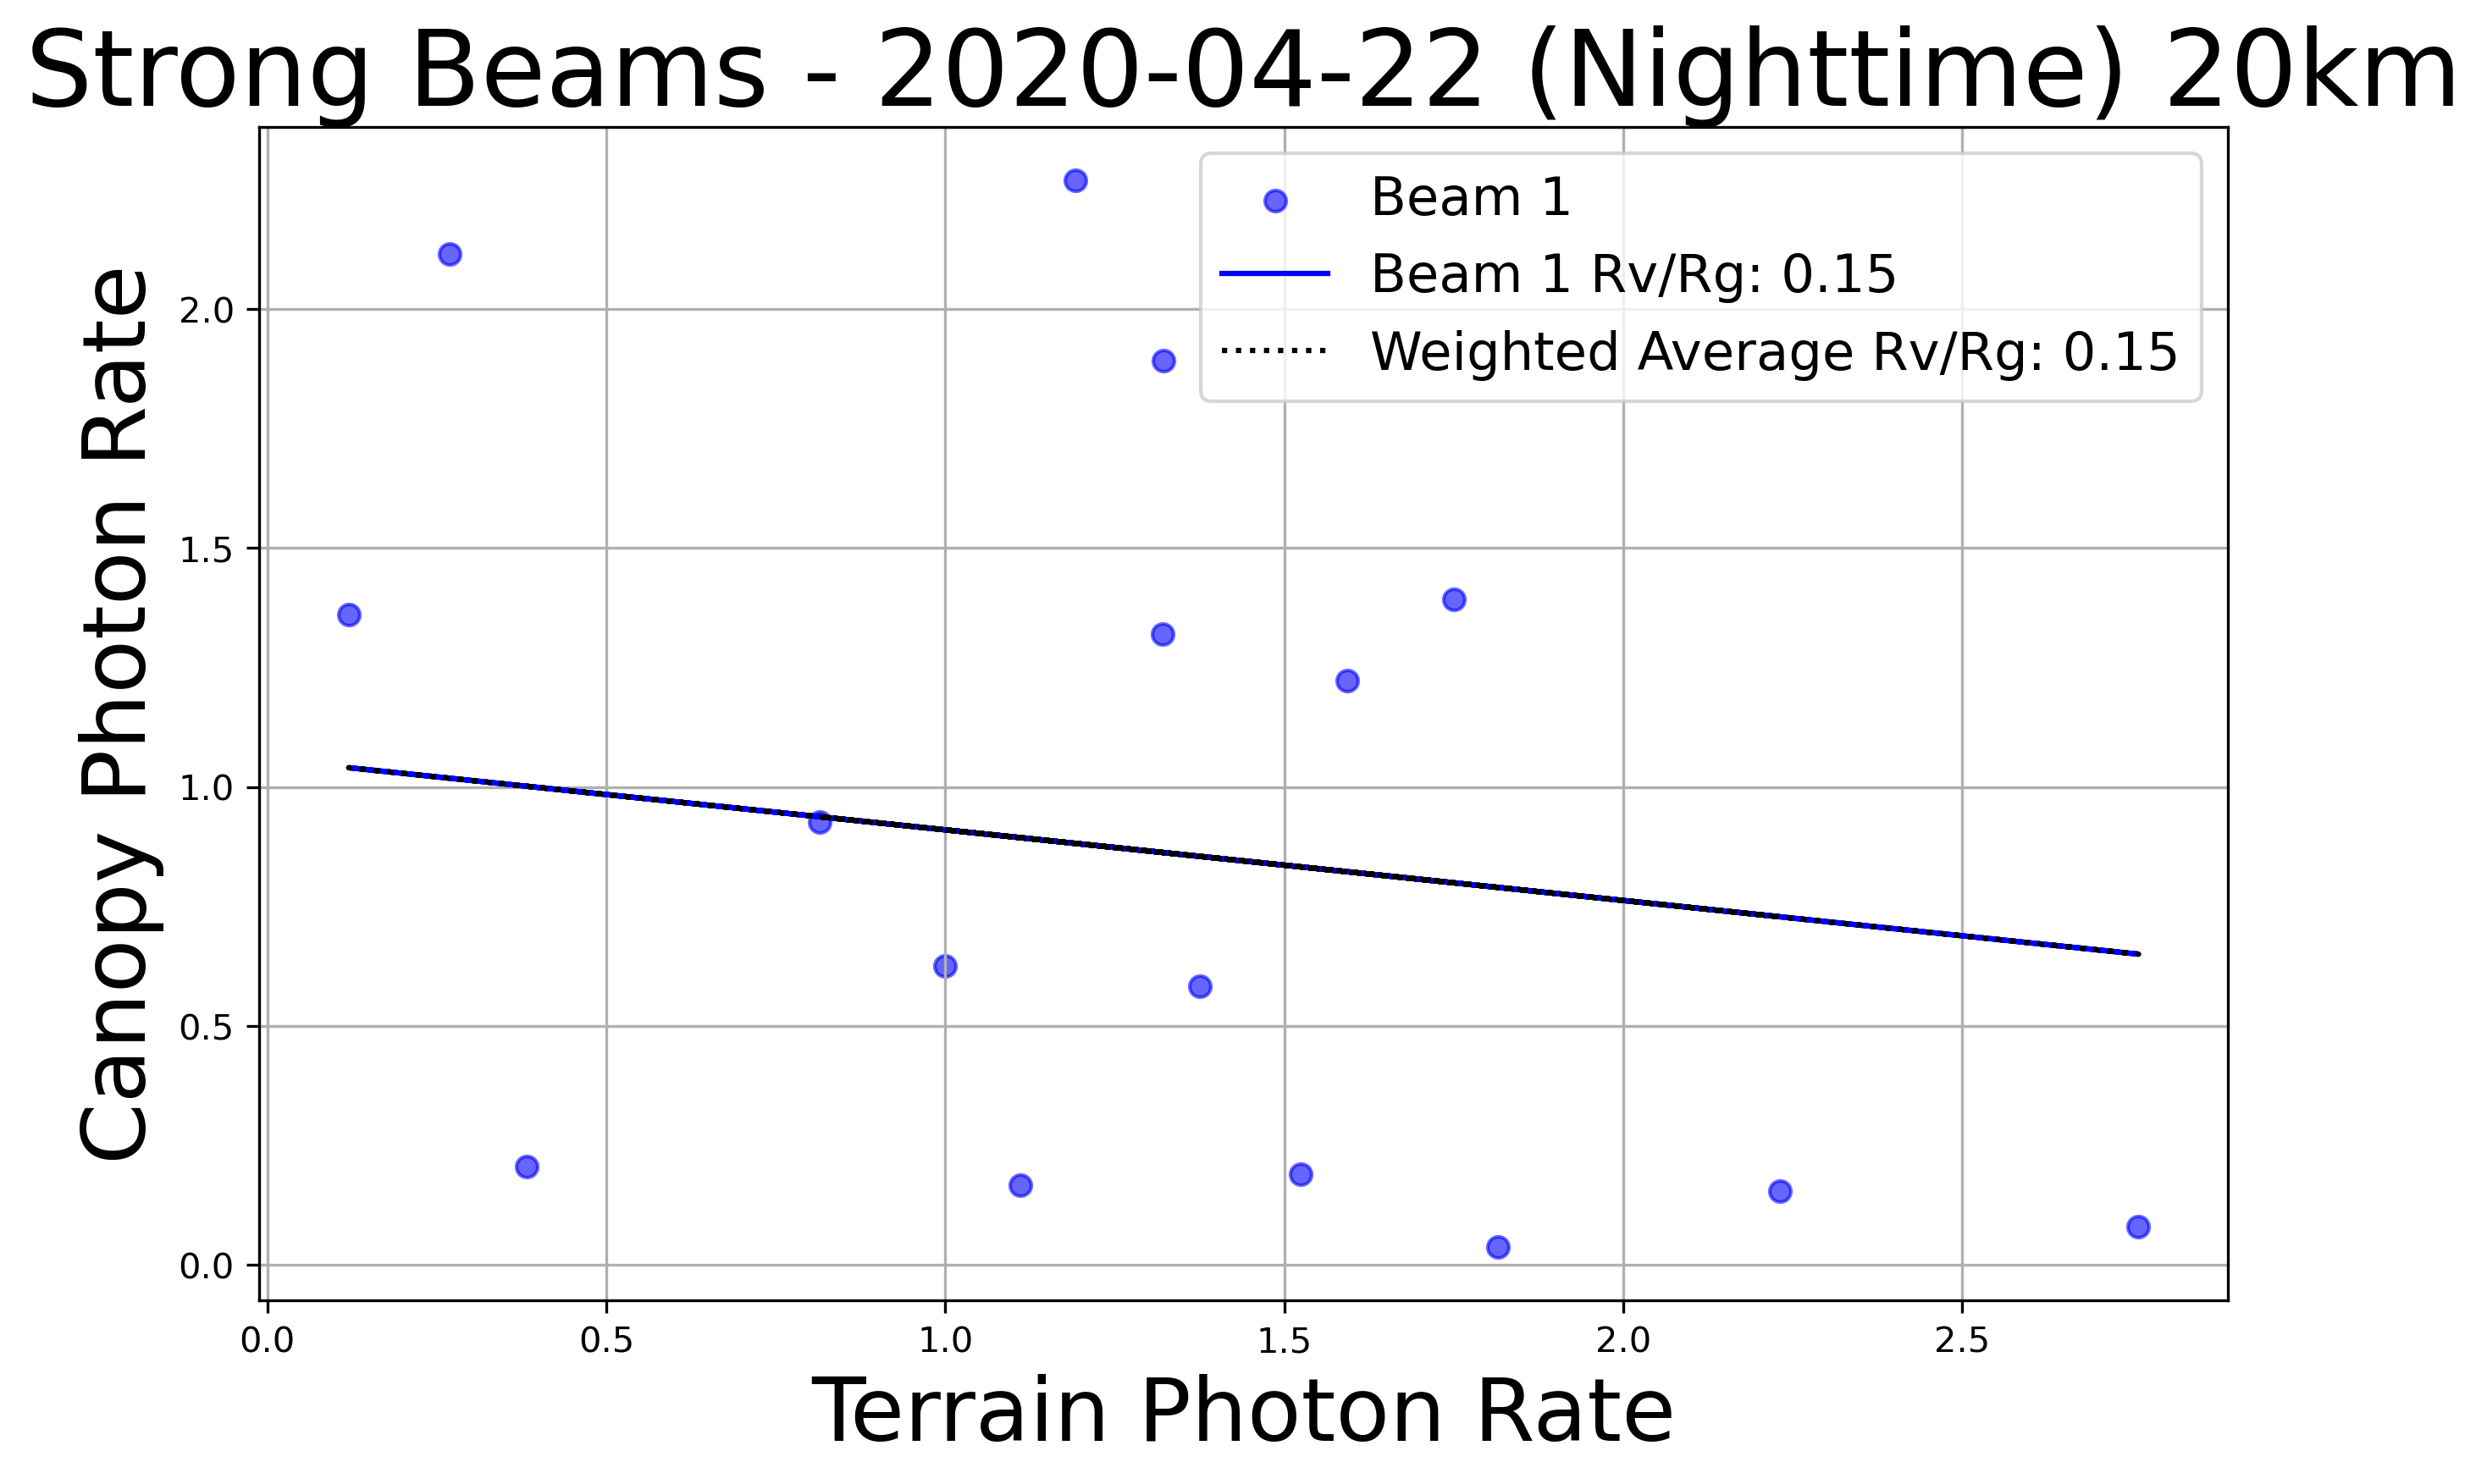 Strong Beams - 2020-04-22 (Nighttime) 20km
Beam 1
Beam 1 Rv/Rg: 0.15
Weighted Average Rv/Rg: 0.15
Canopy Photon Rate
2.0
1.5
1.0
0.5
0.0
0.0 0.5 1.0 1.5 2.0 2.5
Terrain Photon Rate